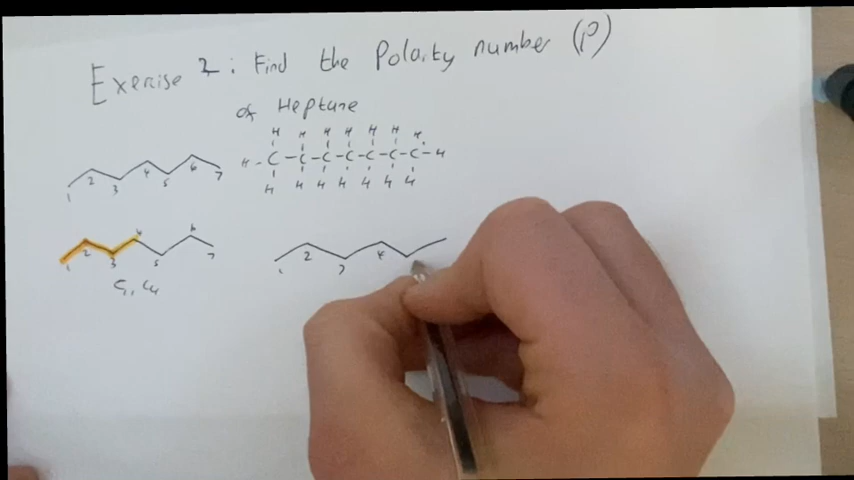 Exercise 2: Find the Polarity number (P)
of Heptane
H H H H H H H
H - C - C - C - C - C - C - C - H
H H H H H H H
1 2 3 4 5 6 7
1 2 3 4 5 6 7
C1, C4
1 2 3 4